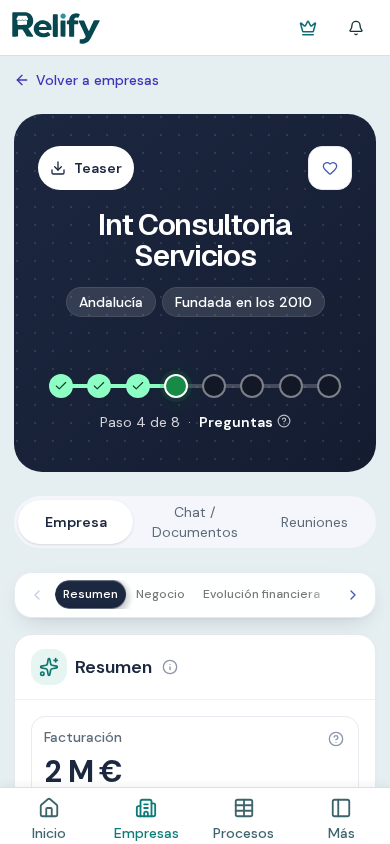 Relify
Volver a empresas
Teaser
Int Consultoria
Servicios
Andalucía
Fundada en los 2010
Paso 4 de 8 · Preguntas
Empresa
Chat /
Documentos
Reuniones
Resumen
Negocio
Evolución financiera
Resumen
Facturación
2 M €
Inicio
Empresas
Procesos
Más